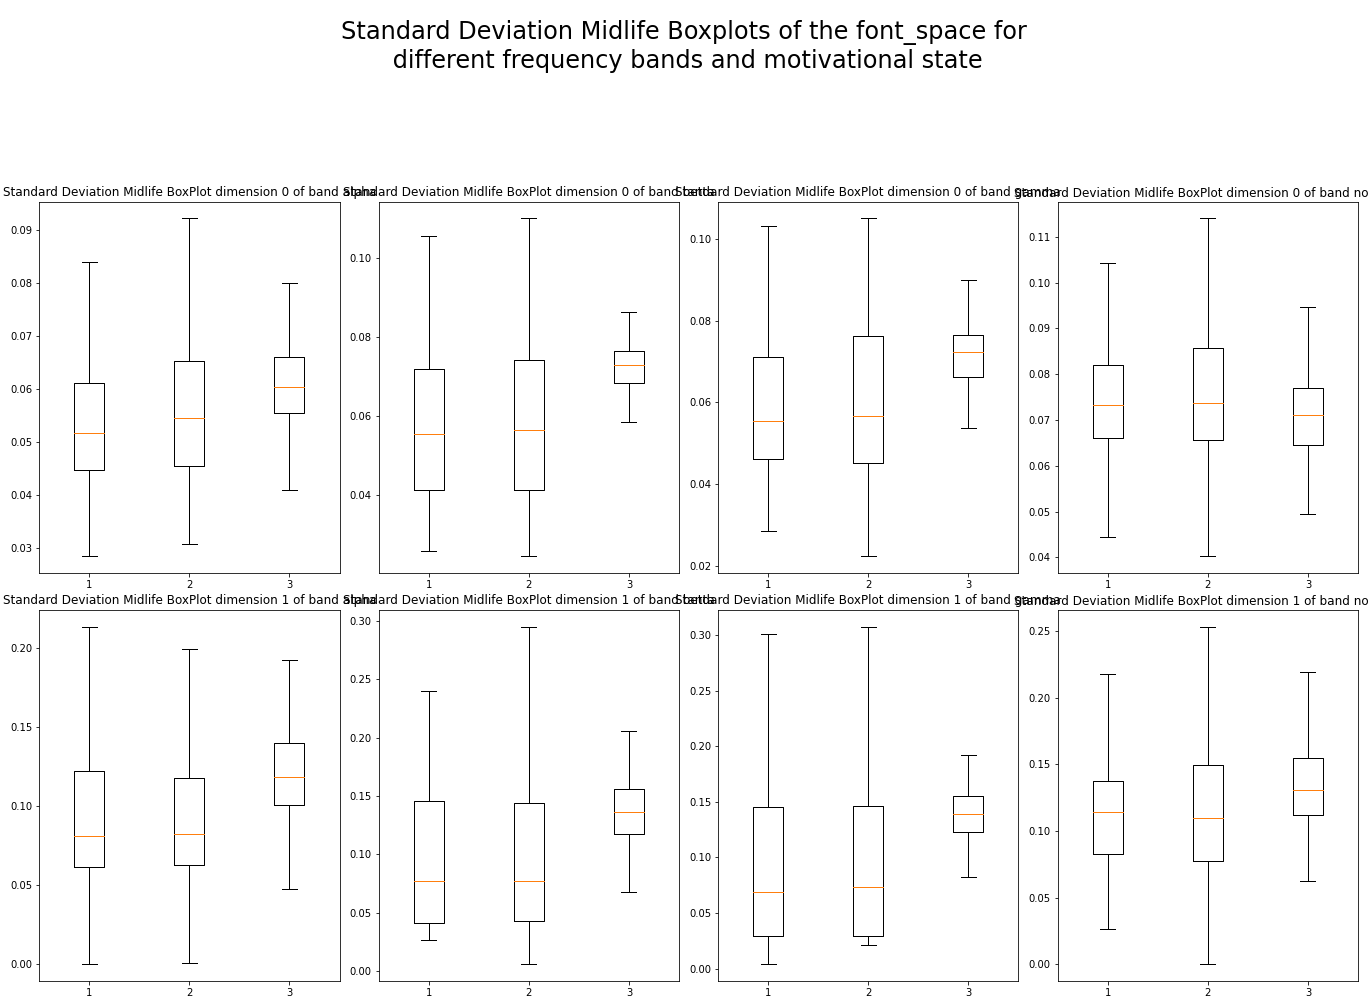 Standard Deviation Midlife Boxplots of the font_space for
different frequency bands and motivational state
Standard Deviation Midlife BoxPlot dimension 0 of band alpha
Standard Deviation Midlife BoxPlot dimension 0 of band beta
Standard Deviation Midlife BoxPlot dimension 0 of band gamma
Standard Deviation Midlife BoxPlot dimension 0 of band no
0.09
0.08
0.07
0.06
0.05
0.04
0.03
1 2 3
0.10
0.08
0.06
0.04
1 2 3
0.10
0.08
0.06
0.04
0.02
1 2 3
0.11
0.10
0.09
0.08
0.07
0.06
0.05
0.04
1 2 3
Standard Deviation Midlife BoxPlot dimension 1 of band alpha
Standard Deviation Midlife BoxPlot dimension 1 of band beta
Standard Deviation Midlife BoxPlot dimension 1 of band gamma
Standard Deviation Midlife BoxPlot dimension 1 of band no
0.20
0.15
0.10
0.05
0.00
1 2 3
0.30
0.25
0.20
0.15
0.10
0.05
0.00
1 2 3
0.30
0.25
0.20
0.15
0.10
0.05
0.00
1 2 3
0.25
0.20
0.15
0.10
0.05
0.00
1 2 3